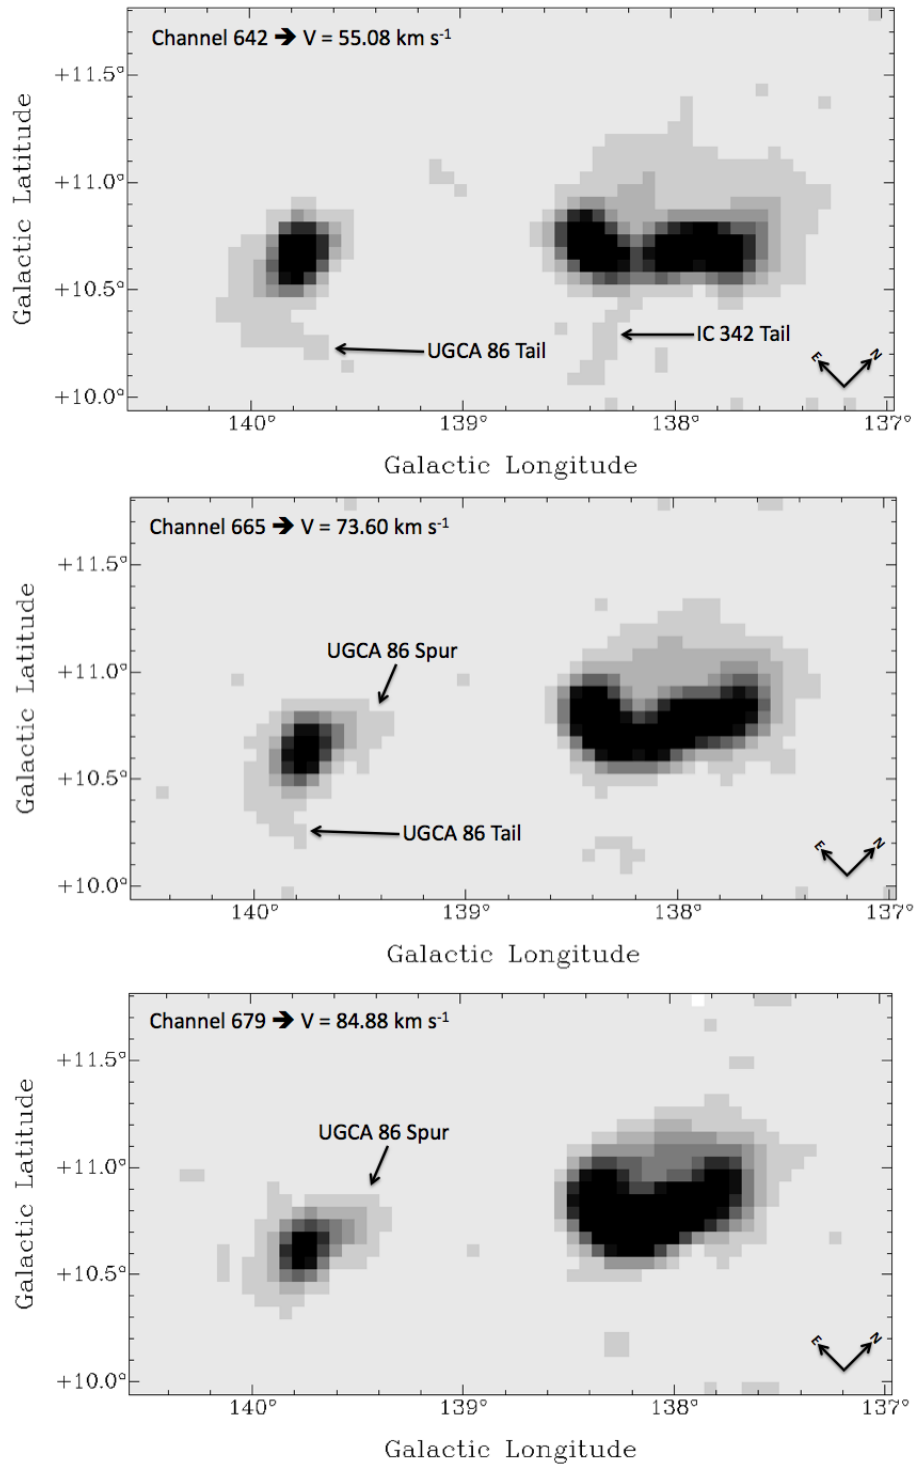 Channel 642 ➔ V = 55.08 km s-1
+11.5°
+11.0°
+10.5°
+10.0°
Galactic Latitude
UGCA 86 Tail
IC 342 Tail
E
N
140°
139°
138°
137°
Galactic Longitude
Channel 665 ➔ V = 73.60 km s-1
+11.5°
+11.0°
+10.5°
+10.0°
Galactic Latitude
UGCA 86 Spur
UGCA 86 Tail
E
N
140°
139°
138°
137°
Galactic Longitude
Channel 679 ➔ V = 84.88 km s-1
+11.5°
+11.0°
+10.5°
+10.0°
Galactic Latitude
UGCA 86 Spur
E
N
140°
139°
138°
137°
Galactic Longitude